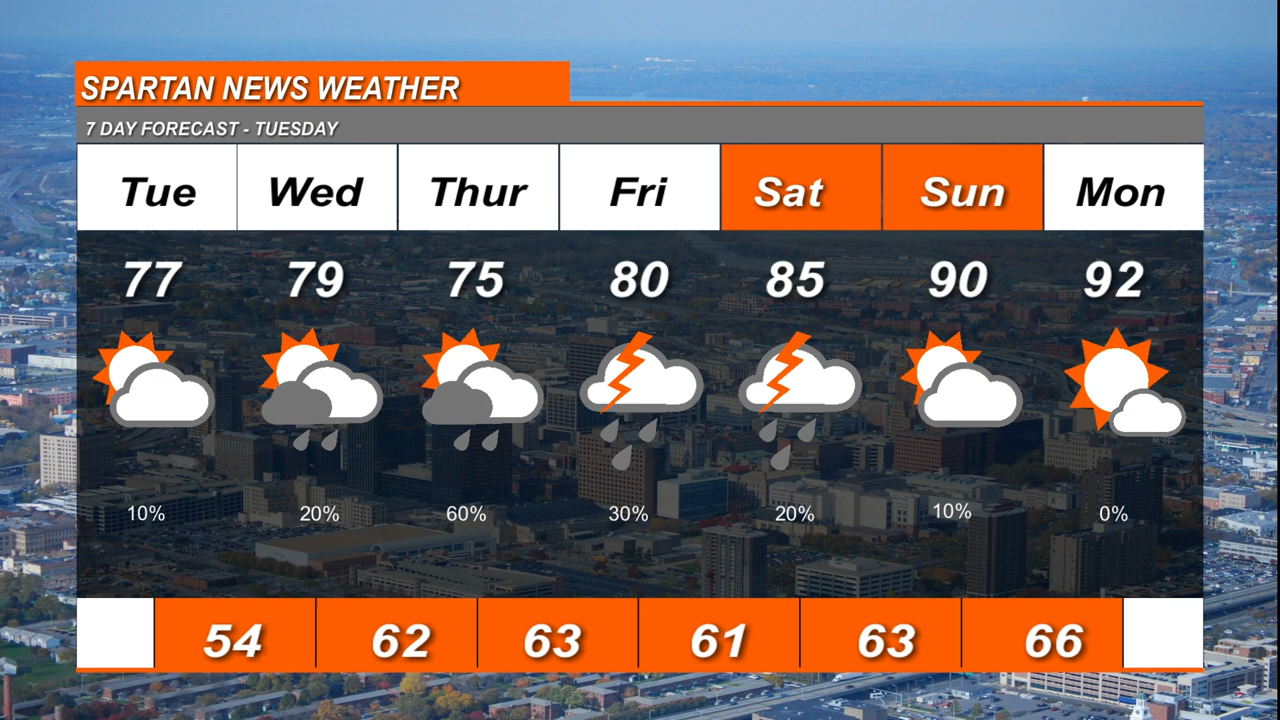 SPARTAN NEWS WEATHER
7 DAY FORECAST - TUESDAY
Tue Wed Thur Fri Sat Sun Mon
77 79 75 80 85 90 92
10% 20% 60% 30% 20% 10% 0%
54 62 63 61 63 66